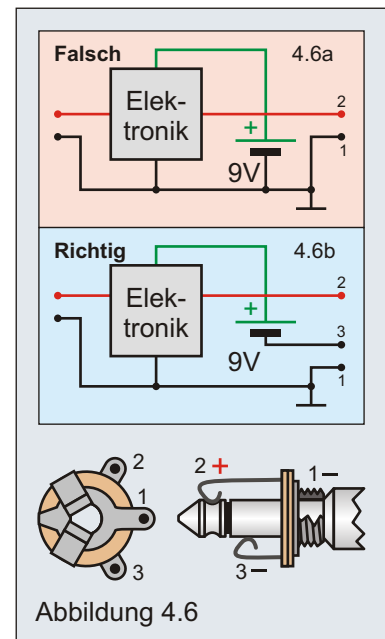 Falsch 4.6a
Elek-
tronik
2
+
1
9V
Richtig 4.6b
Elek-
tronik
2
+
3
9V
1
2
1
3
2 +
1 –
3 –
Abbildung 4.6